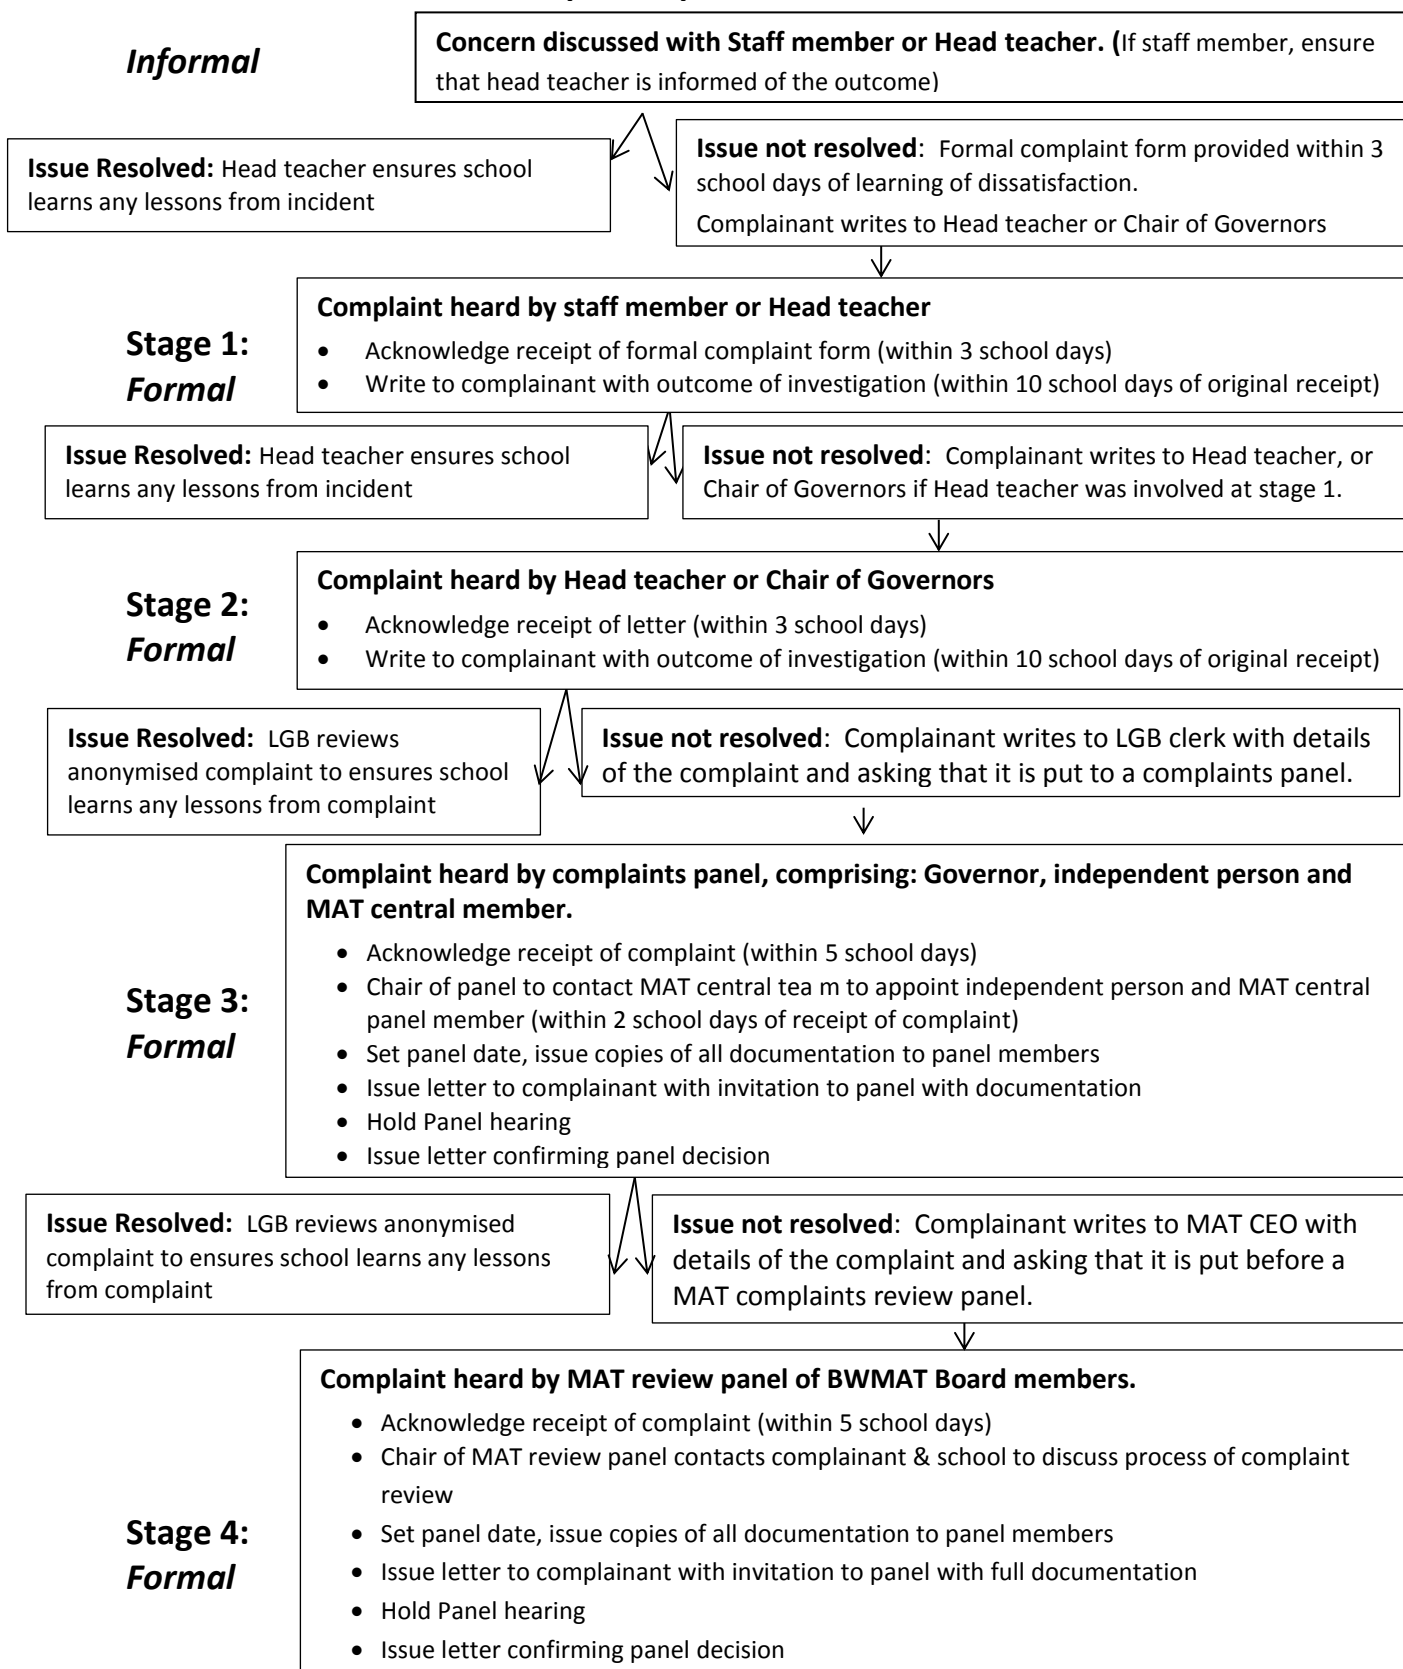 Informal
Concern discussed with Staff member or Head teacher. (If staff member, ensure
that head teacher is informed of the outcome)
Issue Resolved: Head teacher ensures school
learns any lessons from incident
Issue not resolved: Formal complaint form provided within 3
school days of learning of dissatisfaction.
Complainant writes to Head teacher or Chair of Governors
Stage 1:
Formal
Complaint heard by staff member or Head teacher
• Acknowledge receipt of formal complaint form (within 3 school days)
• Write to complainant with outcome of investigation (within 10 school days of original receipt)
Issue Resolved: Head teacher ensures school
learns any lessons from incident
Issue not resolved: Complainant writes to Head teacher, or
Chair of Governors if Head teacher was involved at stage 1.
Stage 2:
Formal
Complaint heard by Head teacher or Chair of Governors
• Acknowledge receipt of letter (within 3 school days)
• Write to complainant with outcome of investigation (within 10 school days of original receipt)
Issue Resolved: LGB reviews
anonymised complaint to ensures school
learns any lessons from complaint
Issue not resolved: Complainant writes to LGB clerk with details
of the complaint and asking that it is put to a complaints panel.
Stage 3:
Formal
Complaint heard by complaints panel, comprising: Governor, independent person and
MAT central member.
• Acknowledge receipt of complaint (within 5 school days)
• Chair of panel to contact MAT central tea m to appoint independent person and MAT central
panel member (within 2 school days of receipt of complaint)
• Set panel date, issue copies of all documentation to panel members
• Issue letter to complainant with invitation to panel with documentation
• Hold Panel hearing
• Issue letter confirming panel decision
Issue Resolved: LGB reviews anonymised
complaint to ensures school learns any lessons
from complaint
Issue not resolved: Complainant writes to MAT CEO with
details of the complaint and asking that it is put before a
MAT complaints review panel.
Stage 4:
Formal
Complaint heard by MAT review panel of BWMAT Board members.
• Acknowledge receipt of complaint (within 5 school days)
• Chair of MAT review panel contacts complainant & school to discuss process of complaint
review
• Set panel date, issue copies of all documentation to panel members
• Issue letter to complainant with invitation to panel with full documentation
• Hold Panel hearing
• Issue letter confirming panel decision